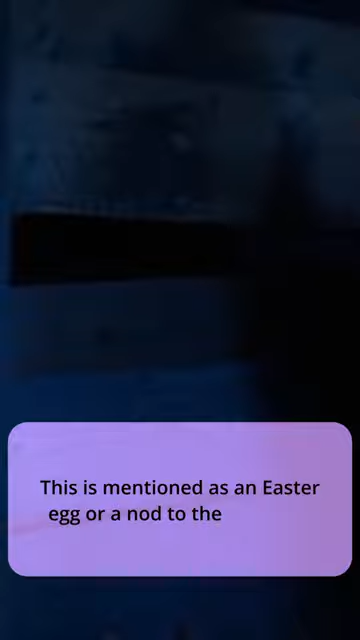 This is mentioned as an Easter
egg or a nod to the